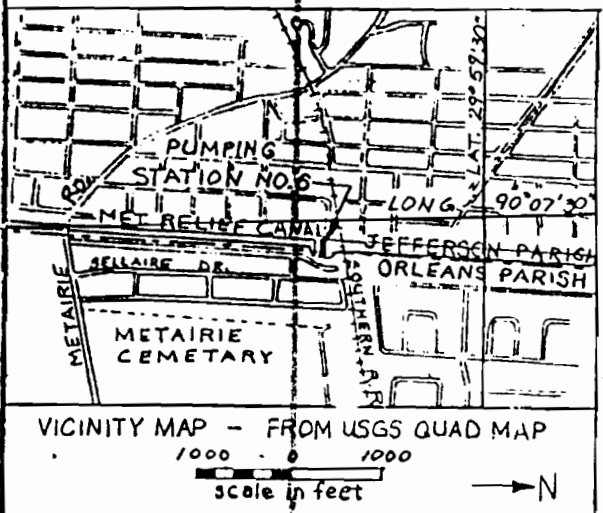 LAT. 29° 59' 30"
PUMPING
STATION NO. 6
LONG. 90° 07' 30"
MET RELIEF CANAL
JEFFERSON PARISH
BELLAIRE DR.
ORLEANS PARISH
METAIRIE
SOUTHERN R.R
METAIRIE
CEMETARY
VICINITY MAP - FROM USGS QUAD MAP
1000 0 1000
scale in feet
N